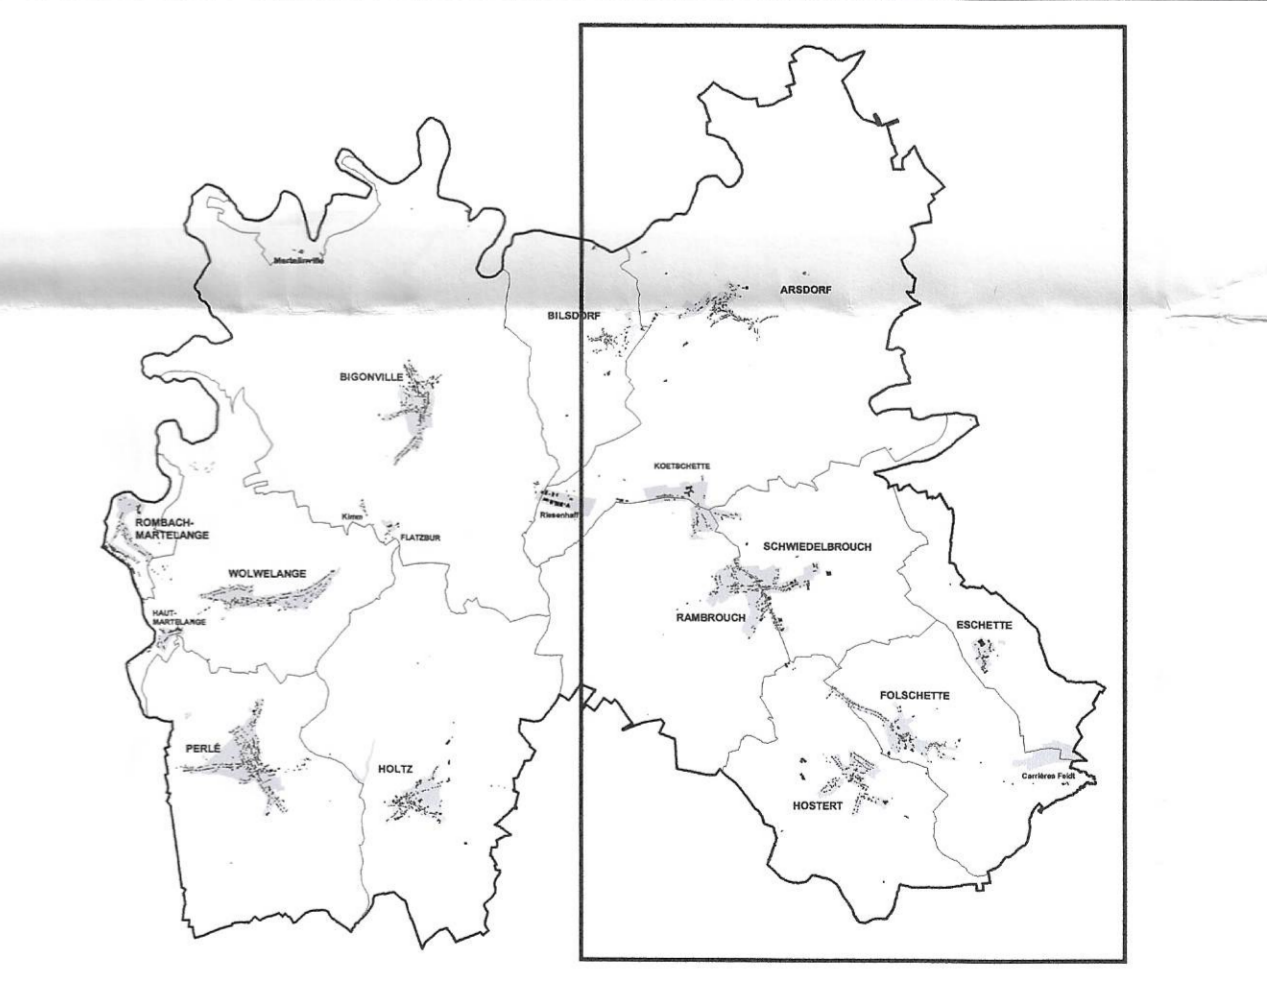 Martelinville
ARSDORF
BILSDORF
BIGONVILLE
KOETSCHETTE
Riesenhaff
Kimm
ROMBACH-
MARTELANGE
FLATZBUR
SCHWIEDELBROUCH
WOLWELANGE
HAUT-
MARTELANGE
RAMBROUCH
ESCHETTE
FOLSCHETTE
PERLÉ
HOLTZ
Carrières Feidt
HOSTERT